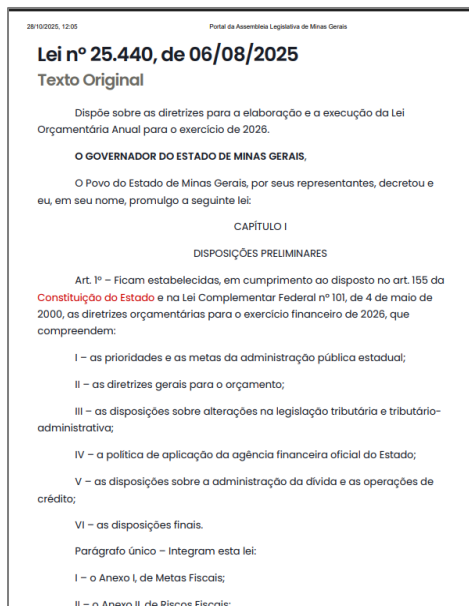 28/10/2025, 12:05
Portal da Assembleia Legislativa de Minas Gerais
Lei nº 25.440, de 06/08/2025
Texto Original
Dispõe sobre as diretrizes para a elaboração e a execução da Lei
Orçamentária Anual para o exercício de 2026.
O GOVERNADOR DO ESTADO DE MINAS GERAIS,
O Povo do Estado de Minas Gerais, por seus representantes, decretou e
eu, em seu nome, promulgo a seguinte lei:
CAPÍTULO I
DISPOSIÇÕES PRELIMINARES
Art. 1º – Ficam estabelecidas, em cumprimento ao disposto no art. 155 da
Constituição do Estado e na Lei Complementar Federal nº 101, de 4 de maio de
2000, as diretrizes orçamentárias para o exercício financeiro de 2026, que
compreendem:
I – as prioridades e as metas da administração pública estadual;
II – as diretrizes gerais para o orçamento;
III – as disposições sobre alterações na legislação tributária e tributário-
administrativa;
IV – a política de aplicação da agência financeira oficial do Estado;
V – as disposições sobre a administração da dívida e as operações de
crédito;
VI – as disposições finais.
Parágrafo único – Integram esta lei:
I – o Anexo I, de Metas Fiscais;
II – o Anexo II, de Riscos Fiscais;